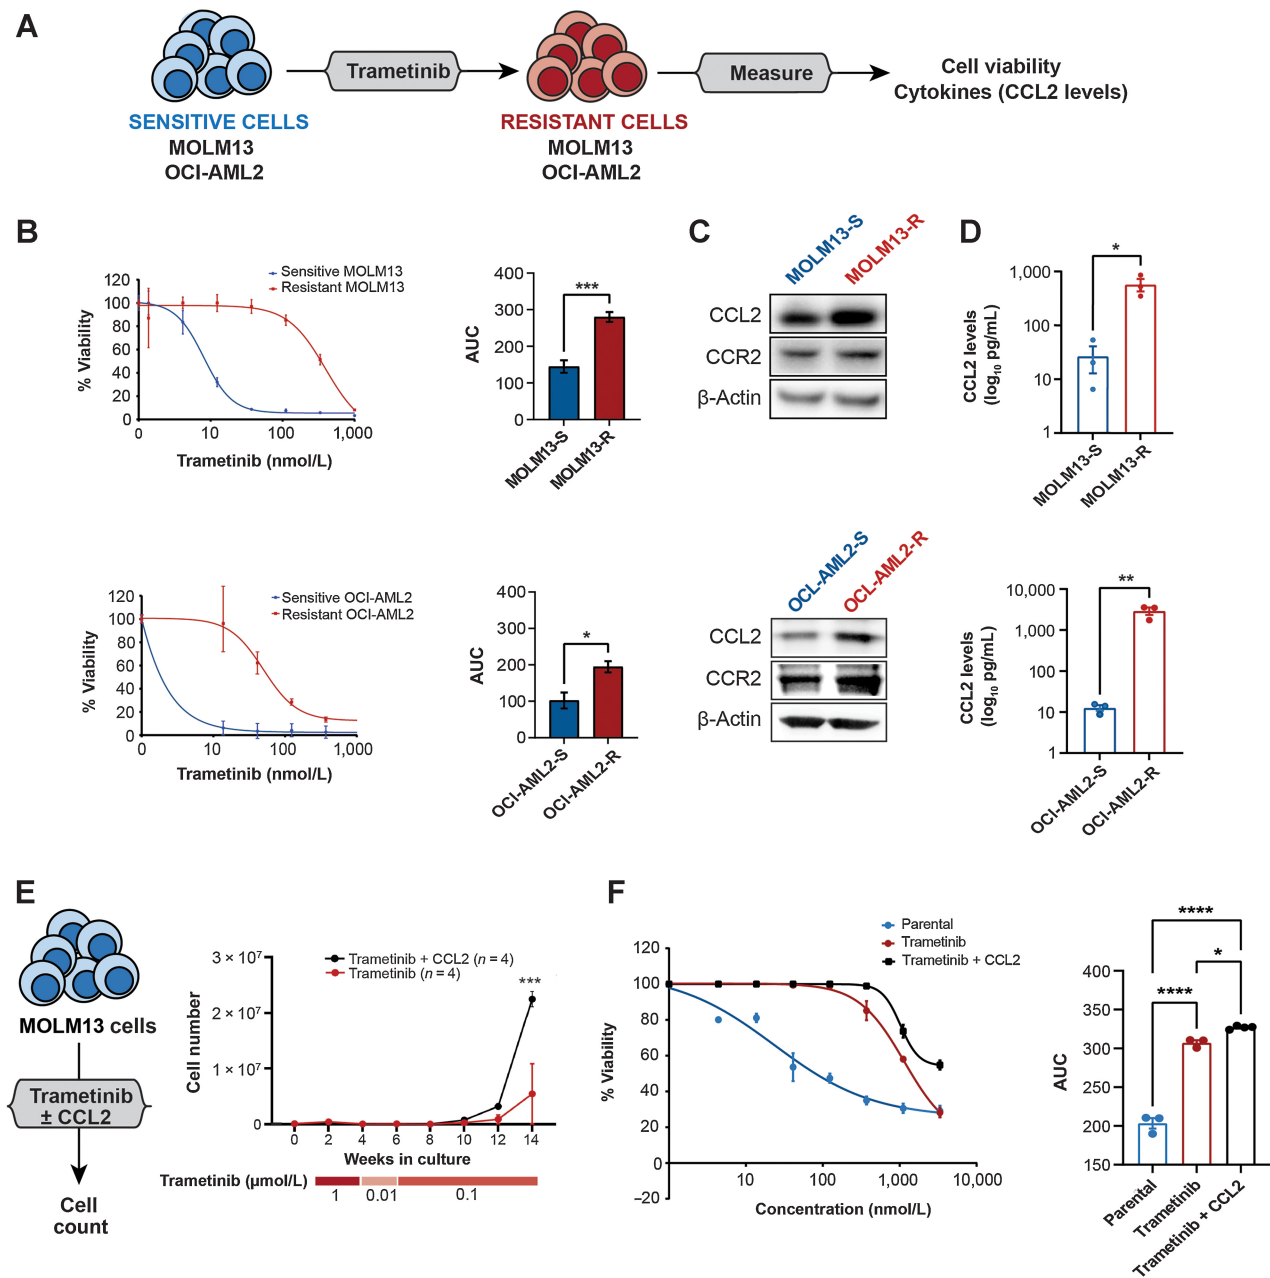 A
Trametinib
Measure
Cell viability
Cytokines (CCL2 levels)
SENSITIVE CELLS
MOLM13
OCI-AML2
RESISTANT CELLS
MOLM13
OCI-AML2
B
Sensitive MOLM13
Resistant MOLM13
% Viability
120
100
80
60
40
20
0
0
10
100
1,000
Trametinib (nmol/L)
AUC
400
300
200
100
0
***
MOLM13-S
MOLM13-R
Sensitive OCI-AML2
Resistant OCI-AML2
% Viability
120
100
80
60
40
20
0
0
10
100
1,000
Trametinib (nmol/L)
AUC
400
300
200
100
0
*
OCI-AML2-S
OCI-AML2-R
C
MOLM13-S
MOLM13-R
CCL2
CCR2
β-Actin
OCL-AML2-S
OCL-AML2-R
CCL2
CCR2
β-Actin
D
CCL2 levels
(log10 pg/mL)
1,000
100
10
1
*
MOLM13-S
MOLM13-R
CCL2 levels
(log10 pg/mL)
10,000
1,000
100
10
1
**
OCI-AML2-S
OCI-AML2-R
E
MOLM13 cells
Trametinib
± CCL2
Cell
count
Cell number
3 × 10⁷
2 × 10⁷
1 × 10⁷
0
Trametinib + CCL2 (n = 4)
Trametinib (n = 4)
***
0 2 4 6 8 10 12 14
Weeks in culture
Trametinib (μmol/L)
1 0.01 0.1
F
Parental
Trametinib
Trametinib + CCL2
% Viability
120
100
80
60
40
20
0
–20
10
100
1,000
10,000
Concentration (nmol/L)
AUC
400
350
300
250
200
150
****
*
****
Parental
Trametinib
Trametinib + CCL2